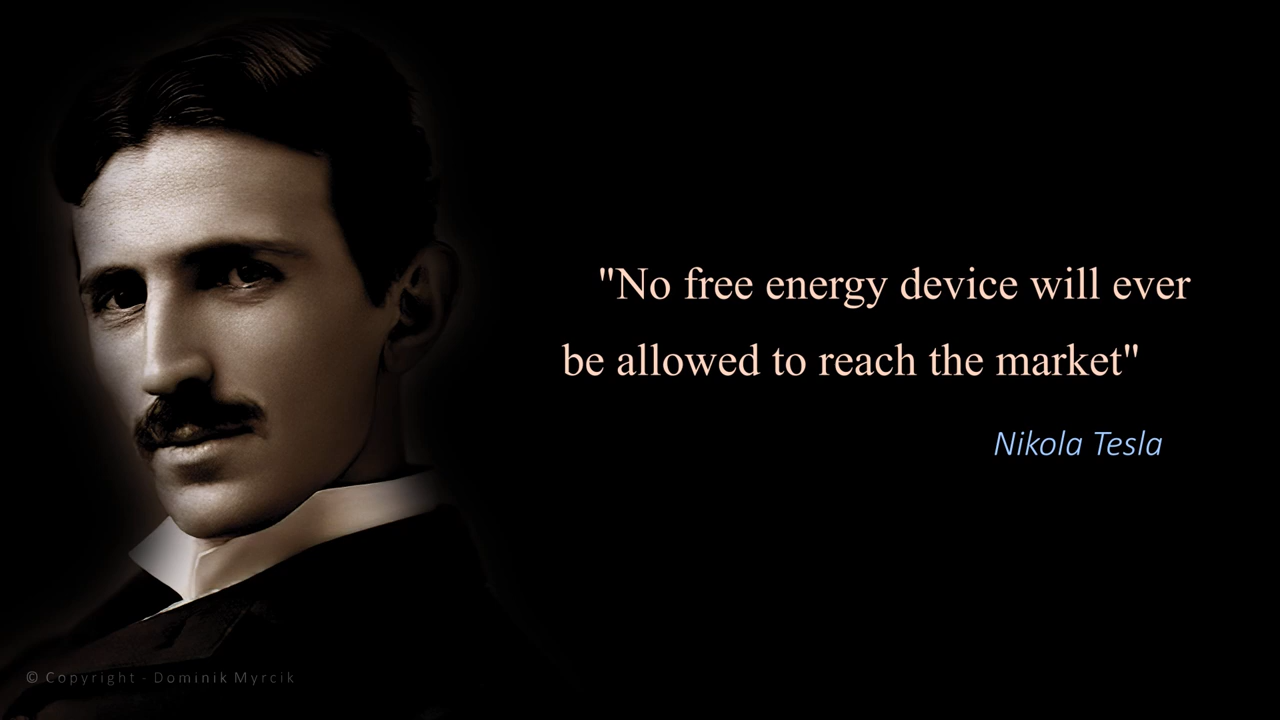 "No free energy device will ever
be allowed to reach the market"
Nikola Tesla
© Copyright - Dominik Myrcik